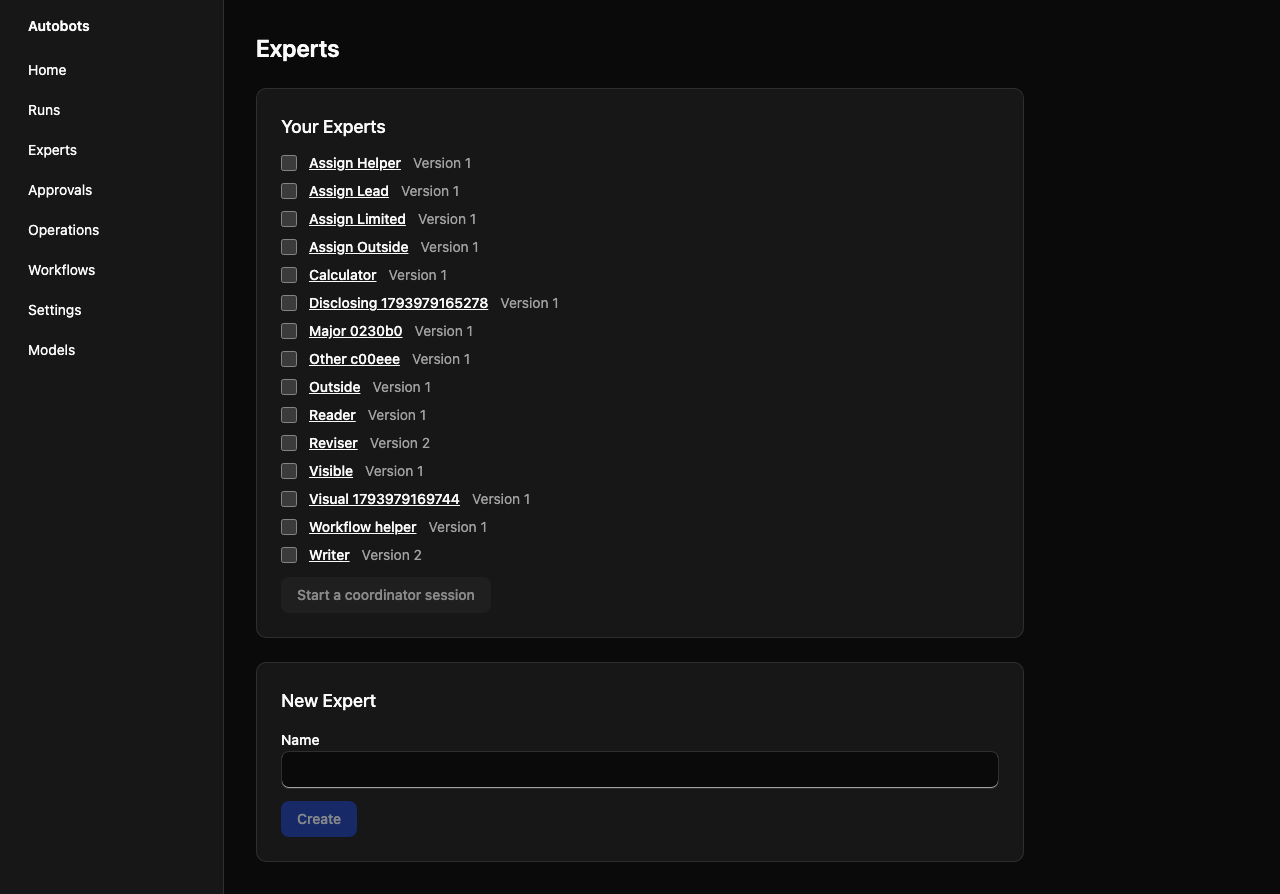 Autobots
Home
Runs
Experts
Approvals
Operations
Workflows
Settings
Models
Experts
Your Experts
Assign Helper Version 1
Assign Lead Version 1
Assign Limited Version 1
Assign Outside Version 1
Calculator Version 1
Disclosing 1793979165278 Version 1
Major 0230b0 Version 1
Other c00eee Version 1
Outside Version 1
Reader Version 1
Reviser Version 2
Visible Version 1
Visual 1793979169744 Version 1
Workflow helper Version 1
Writer Version 2
Start a coordinator session
New Expert
Name
Create